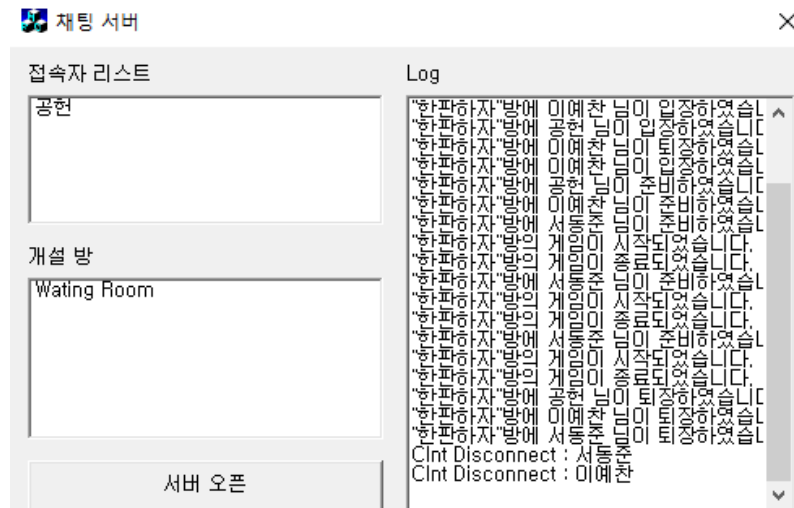 채팅 서버
접속자 리스트
공헌
개설 방
Wating Room
서버 오픈
Log
"한판하자"방에 이예찬 님이 입장하였습니
"한판하자"방에 공헌 님이 입장하였습니다
"한판하자"방에 이예찬 님이 퇴장하였습니
"한판하자"방에 이예찬 님이 입장하였습니
"한판하자"방에 공헌 님이 준비하였습니다
"한판하자"방에 이예찬 님이 준비하였습니
"한판하자"방에 서동준 님이 준비하였습니
"한판하자"방의 게임이 시작되었습니다.
"한판하자"방의 게임이 종료되었습니다.
"한판하자"방에 서동준 님이 준비하였습니
"한판하자"방의 게임이 시작되었습니다.
"한판하자"방의 게임이 종료되었습니다.
"한판하자"방에 서동준 님이 준비하였습니
"한판하자"방의 게임이 시작되었습니다.
"한판하자"방의 게임이 종료되었습니다.
"한판하자"방에 공헌 님이 퇴장하였습니다
"한판하자"방에 이예찬 님이 퇴장하였습니
"한판하자"방에 서동준 님이 퇴장하였습니
Clnt Disconnect : 서동준
Clnt Disconnect : 이예찬